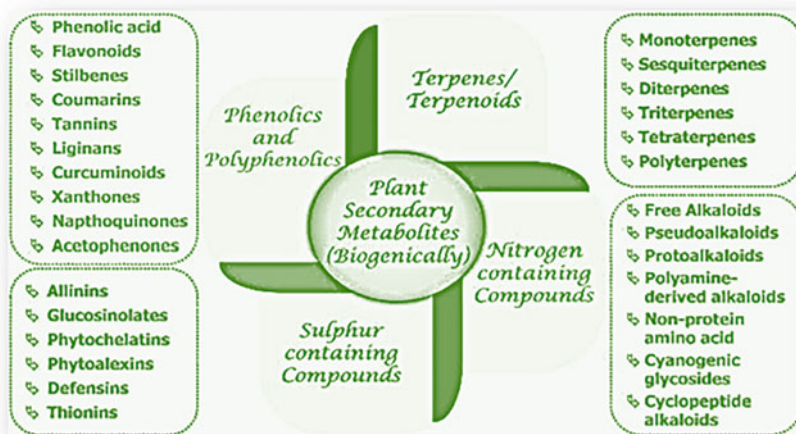 Phenolic acid
Flavonoids
Stilbenes
Coumarins
Tannins
Liginans
Curcuminoids
Xanthones
Napthoquinones
Acetophenones
Phenolics
and
Polyphenolics
Terpenes/
Terpenoids
Monoterpenes
Sesquiterpenes
Diterpenes
Triterpenes
Tetraterpenes
Polyterpenes
Plant
Secondary
Metabolites
(Biogenically)
Allinins
Glucosinolates
Phytochelatins
Phytoalexins
Defensins
Thionins
Sulphur
containing
Compounds
Nitrogen
containing
Compounds
Free Alkaloids
Pseudoalkaloids
Protoalkaloids
Polyamine-
derived alkaloids
Non-protein
amino acid
Cyanogenic
glycosides
Cyclopeptide
alkaloids